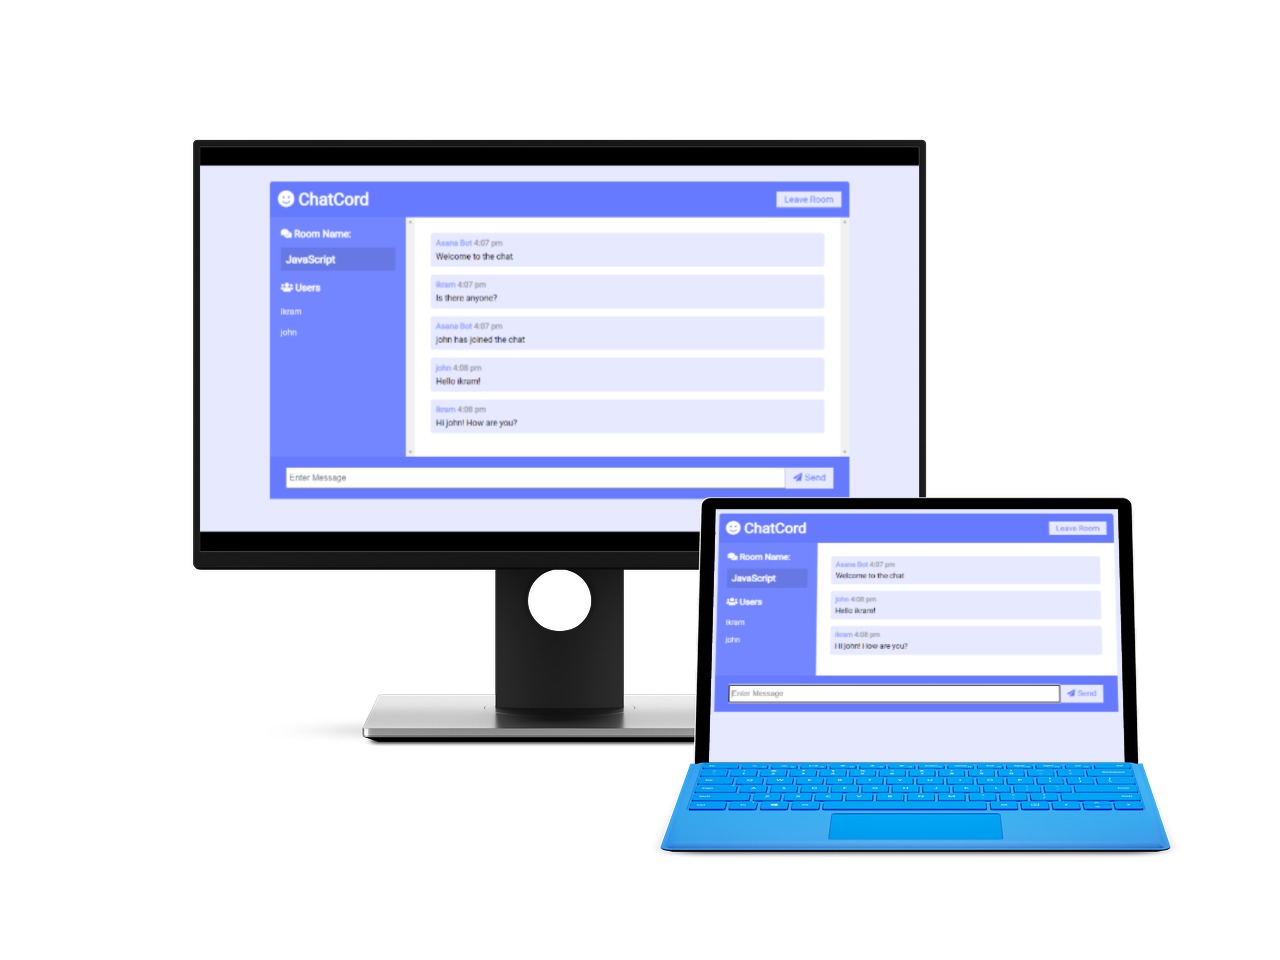 ChatCord
Leave Room
Room Name:
JavaScript
Users
ikram
john
Asana Bot 4:07 pm
Welcome to the chat
ikram 4:07 pm
Is there anyone?
Asana Bot 4:07 pm
john has joined the chat
john 4:08 pm
Hello ikram!
ikram 4:08 pm
Hi john! How are you?
Enter Message
Send
ChatCord
Leave Room
Room Name:
JavaScript
Users
ikram
john
Asana Bot 4:07 pm
Welcome to the chat
john 4:08 pm
Hello ikram!
ikram 4:08 pm
Hi john! How are you?
Enter Message
Send